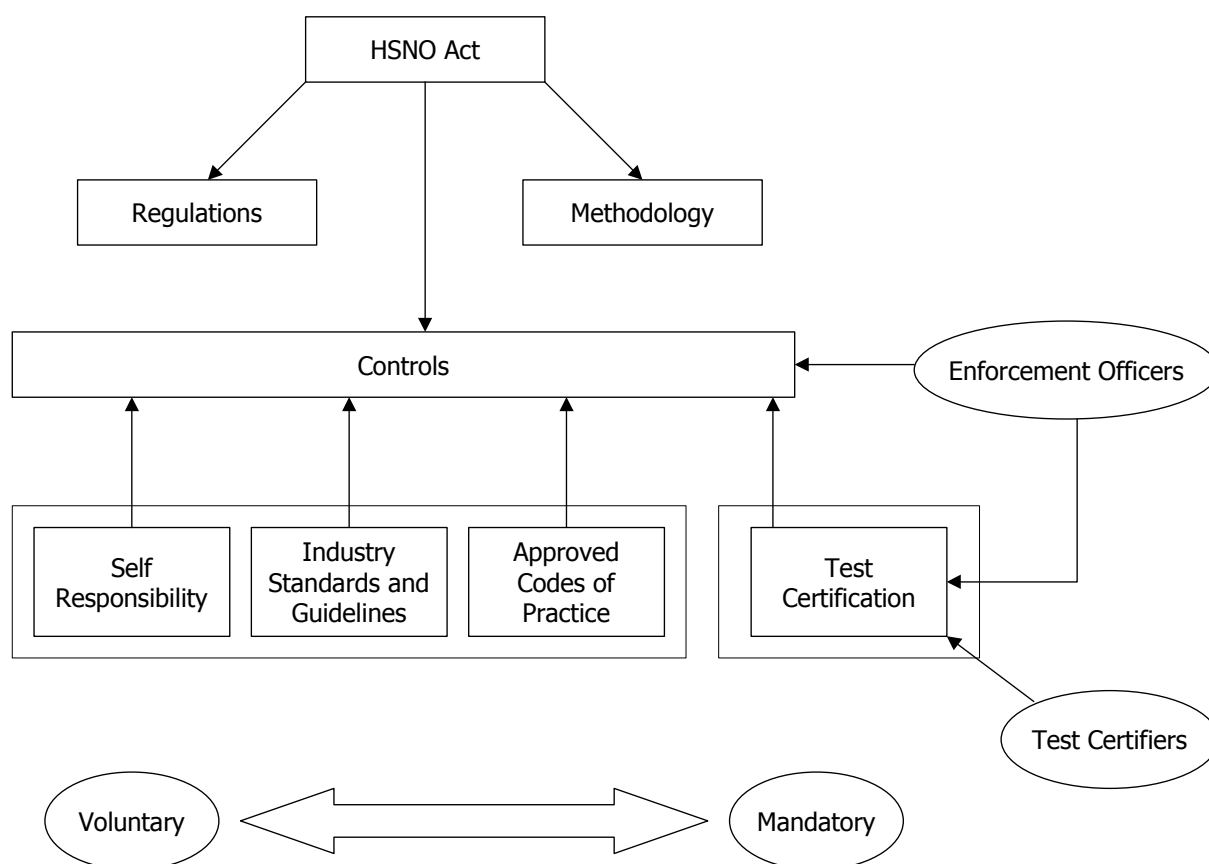 HSNO Act
Regulations
Methodology
Controls
Enforcement Officers
Self
Responsibility
Industry
Standards and
Guidelines
Approved
Codes of
Practice
Test
Certification
Test Certifiers
Voluntary
Mandatory